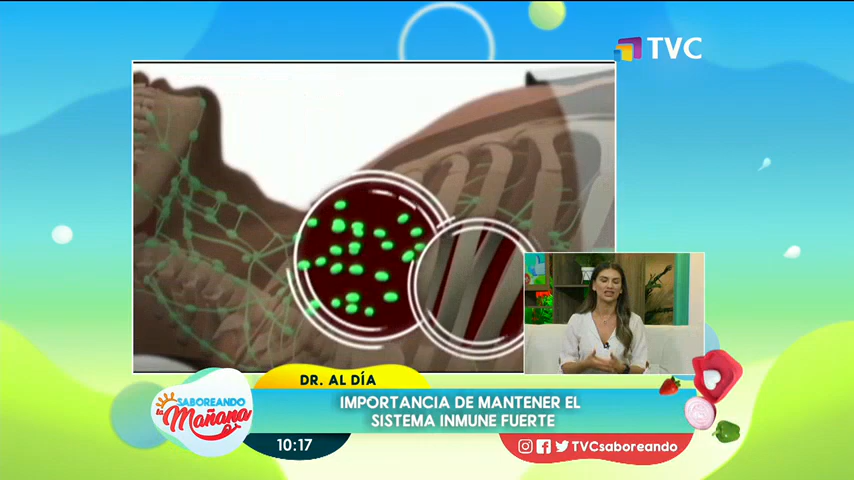 TVC
DR. AL DÍA
SABOREANDO
la Mañana
IMPORTANCIA DE MANTENER EL
SISTEMA INMUNE FUERTE
10:17
TVCsaboreando